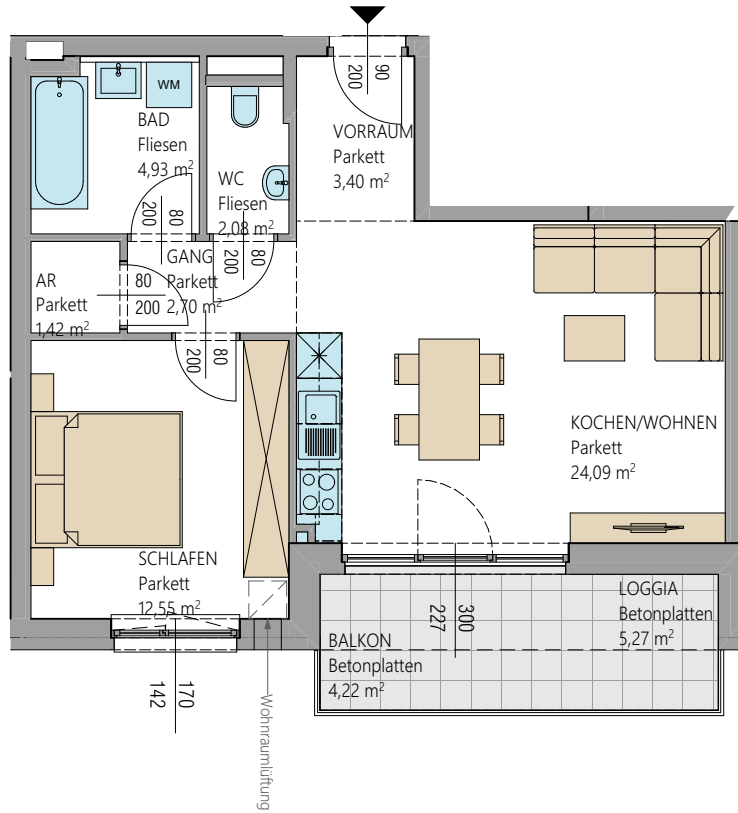 90
200
WM
BAD
Fliesen
4,93 m²
VORRAUM
Parkett
3,40 m²
WC
Fliesen
2,08 m²
80
200
80
200
GANG
Parkett
2,70 m²
80
200
AR
Parkett
1,42 m²
80
200
KOCHEN/WOHNEN
Parkett
24,09 m²
SCHLAFEN
Parkett
12,55 m²
LOGGIA
Betonplatten
5,27 m²
300
227
BALKON
Betonplatten
4,22 m²
170
142
Wohnraumlüftung